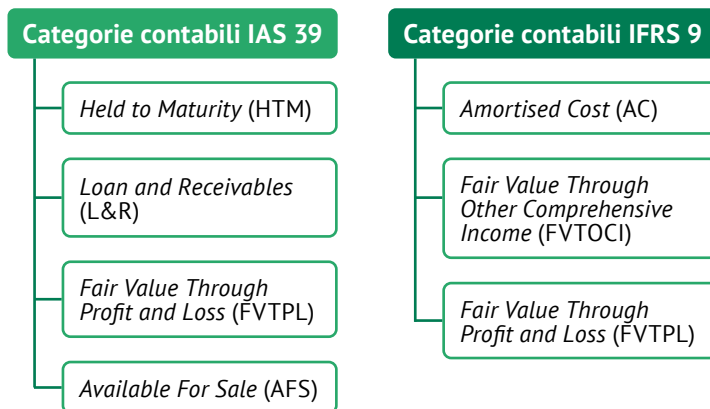 Categorie contabili IAS 39
Held to Maturity (HTM)
Loan and Receivables
(L&R)
Fair Value Through
Profit and Loss (FVTPL)
Available For Sale (AFS)
Categorie contabili IFRS 9
Amortised Cost (AC)
Fair Value Through
Other Comprehensive
Income (FVTOCI)
Fair Value Through
Profit and Loss (FVTPL)